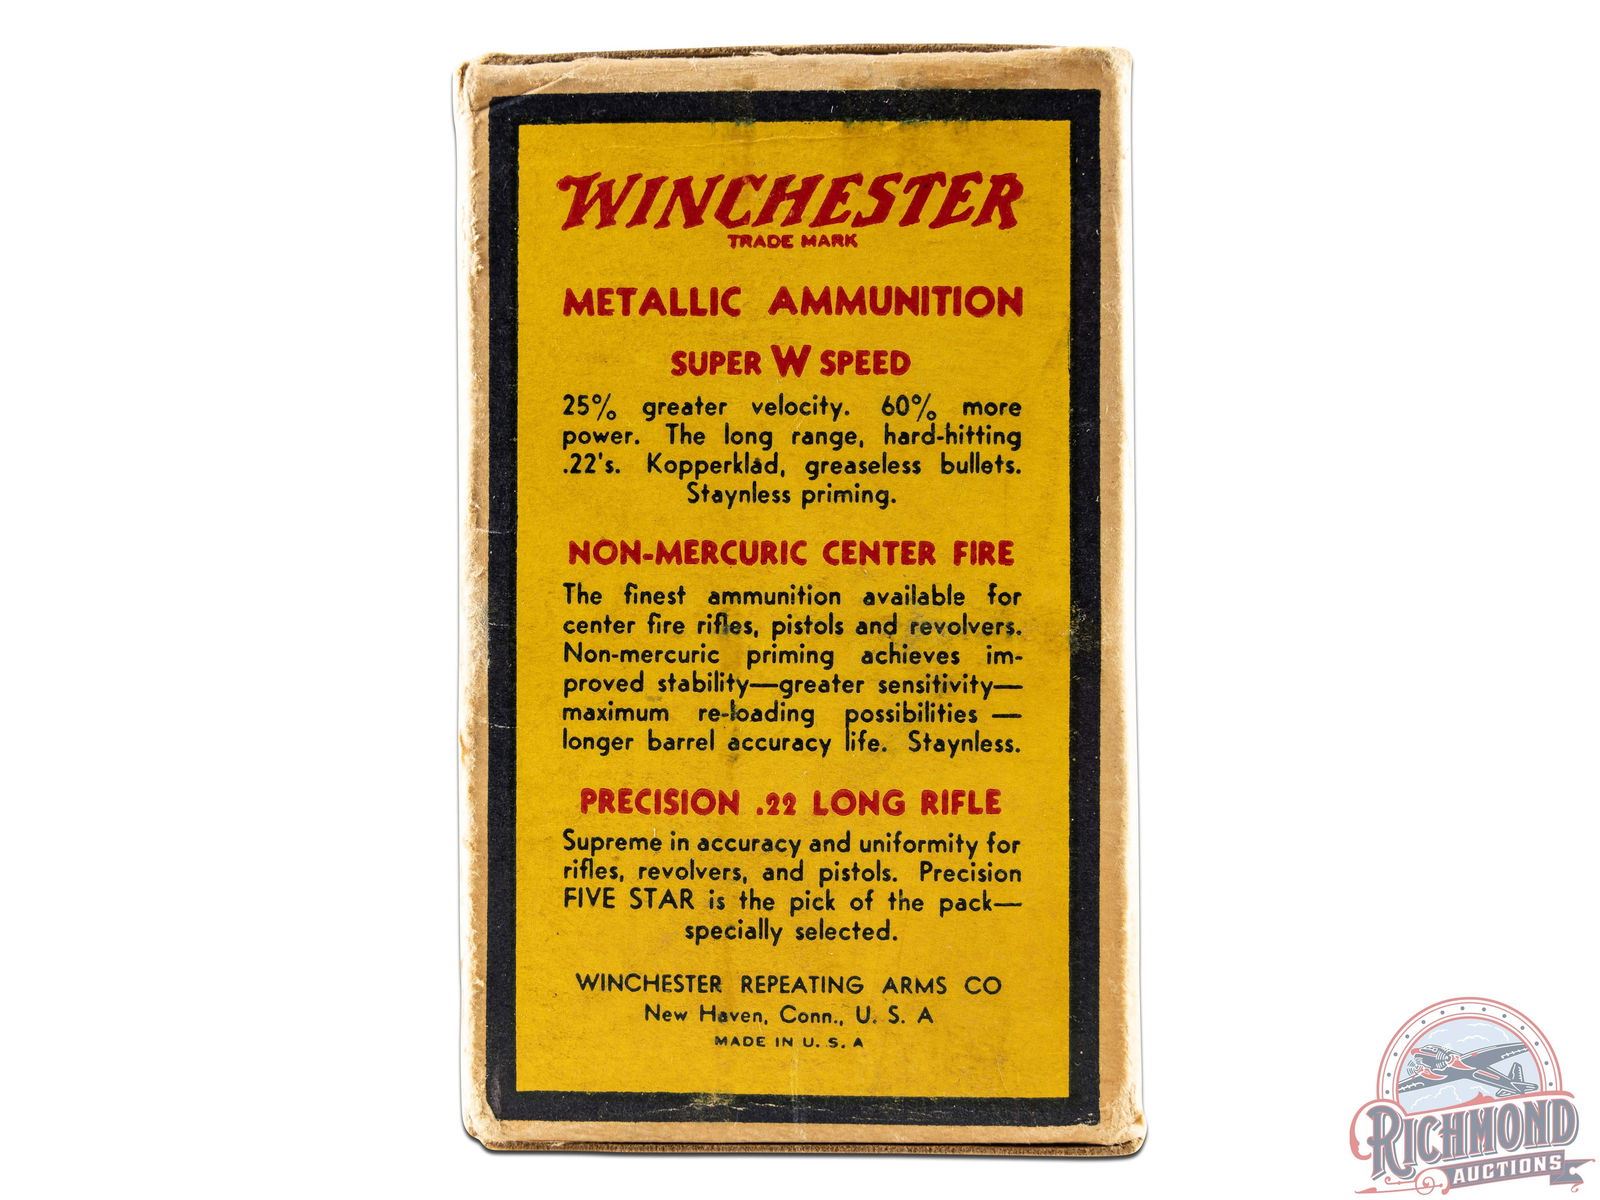 WINCHESTER
TRADE MARK
METALLIC AMMUNITION
SUPER W SPEED
25% greater velocity. 60% more
power. The long range, hard-hitting
.22's. Kopperklad, greaseless bullets.
Staynless priming.
NON-MERCURIC CENTER FIRE
The finest ammunition available for
center fire rifles, pistols and revolvers.
Non-mercuric priming achieves im-
proved stability—greater sensitivity—
maximum re-loading possibilities —
longer barrel accuracy life. Staynless.
PRECISION .22 LONG RIFLE
Supreme in accuracy and uniformity for
rifles, revolvers, and pistols. Precision
FIVE STAR is the pick of the pack—
specially selected.
WINCHESTER REPEATING ARMS CO
New Haven, Conn., U. S. A
MADE IN U. S. A
RICHMOND
AUCTIONS